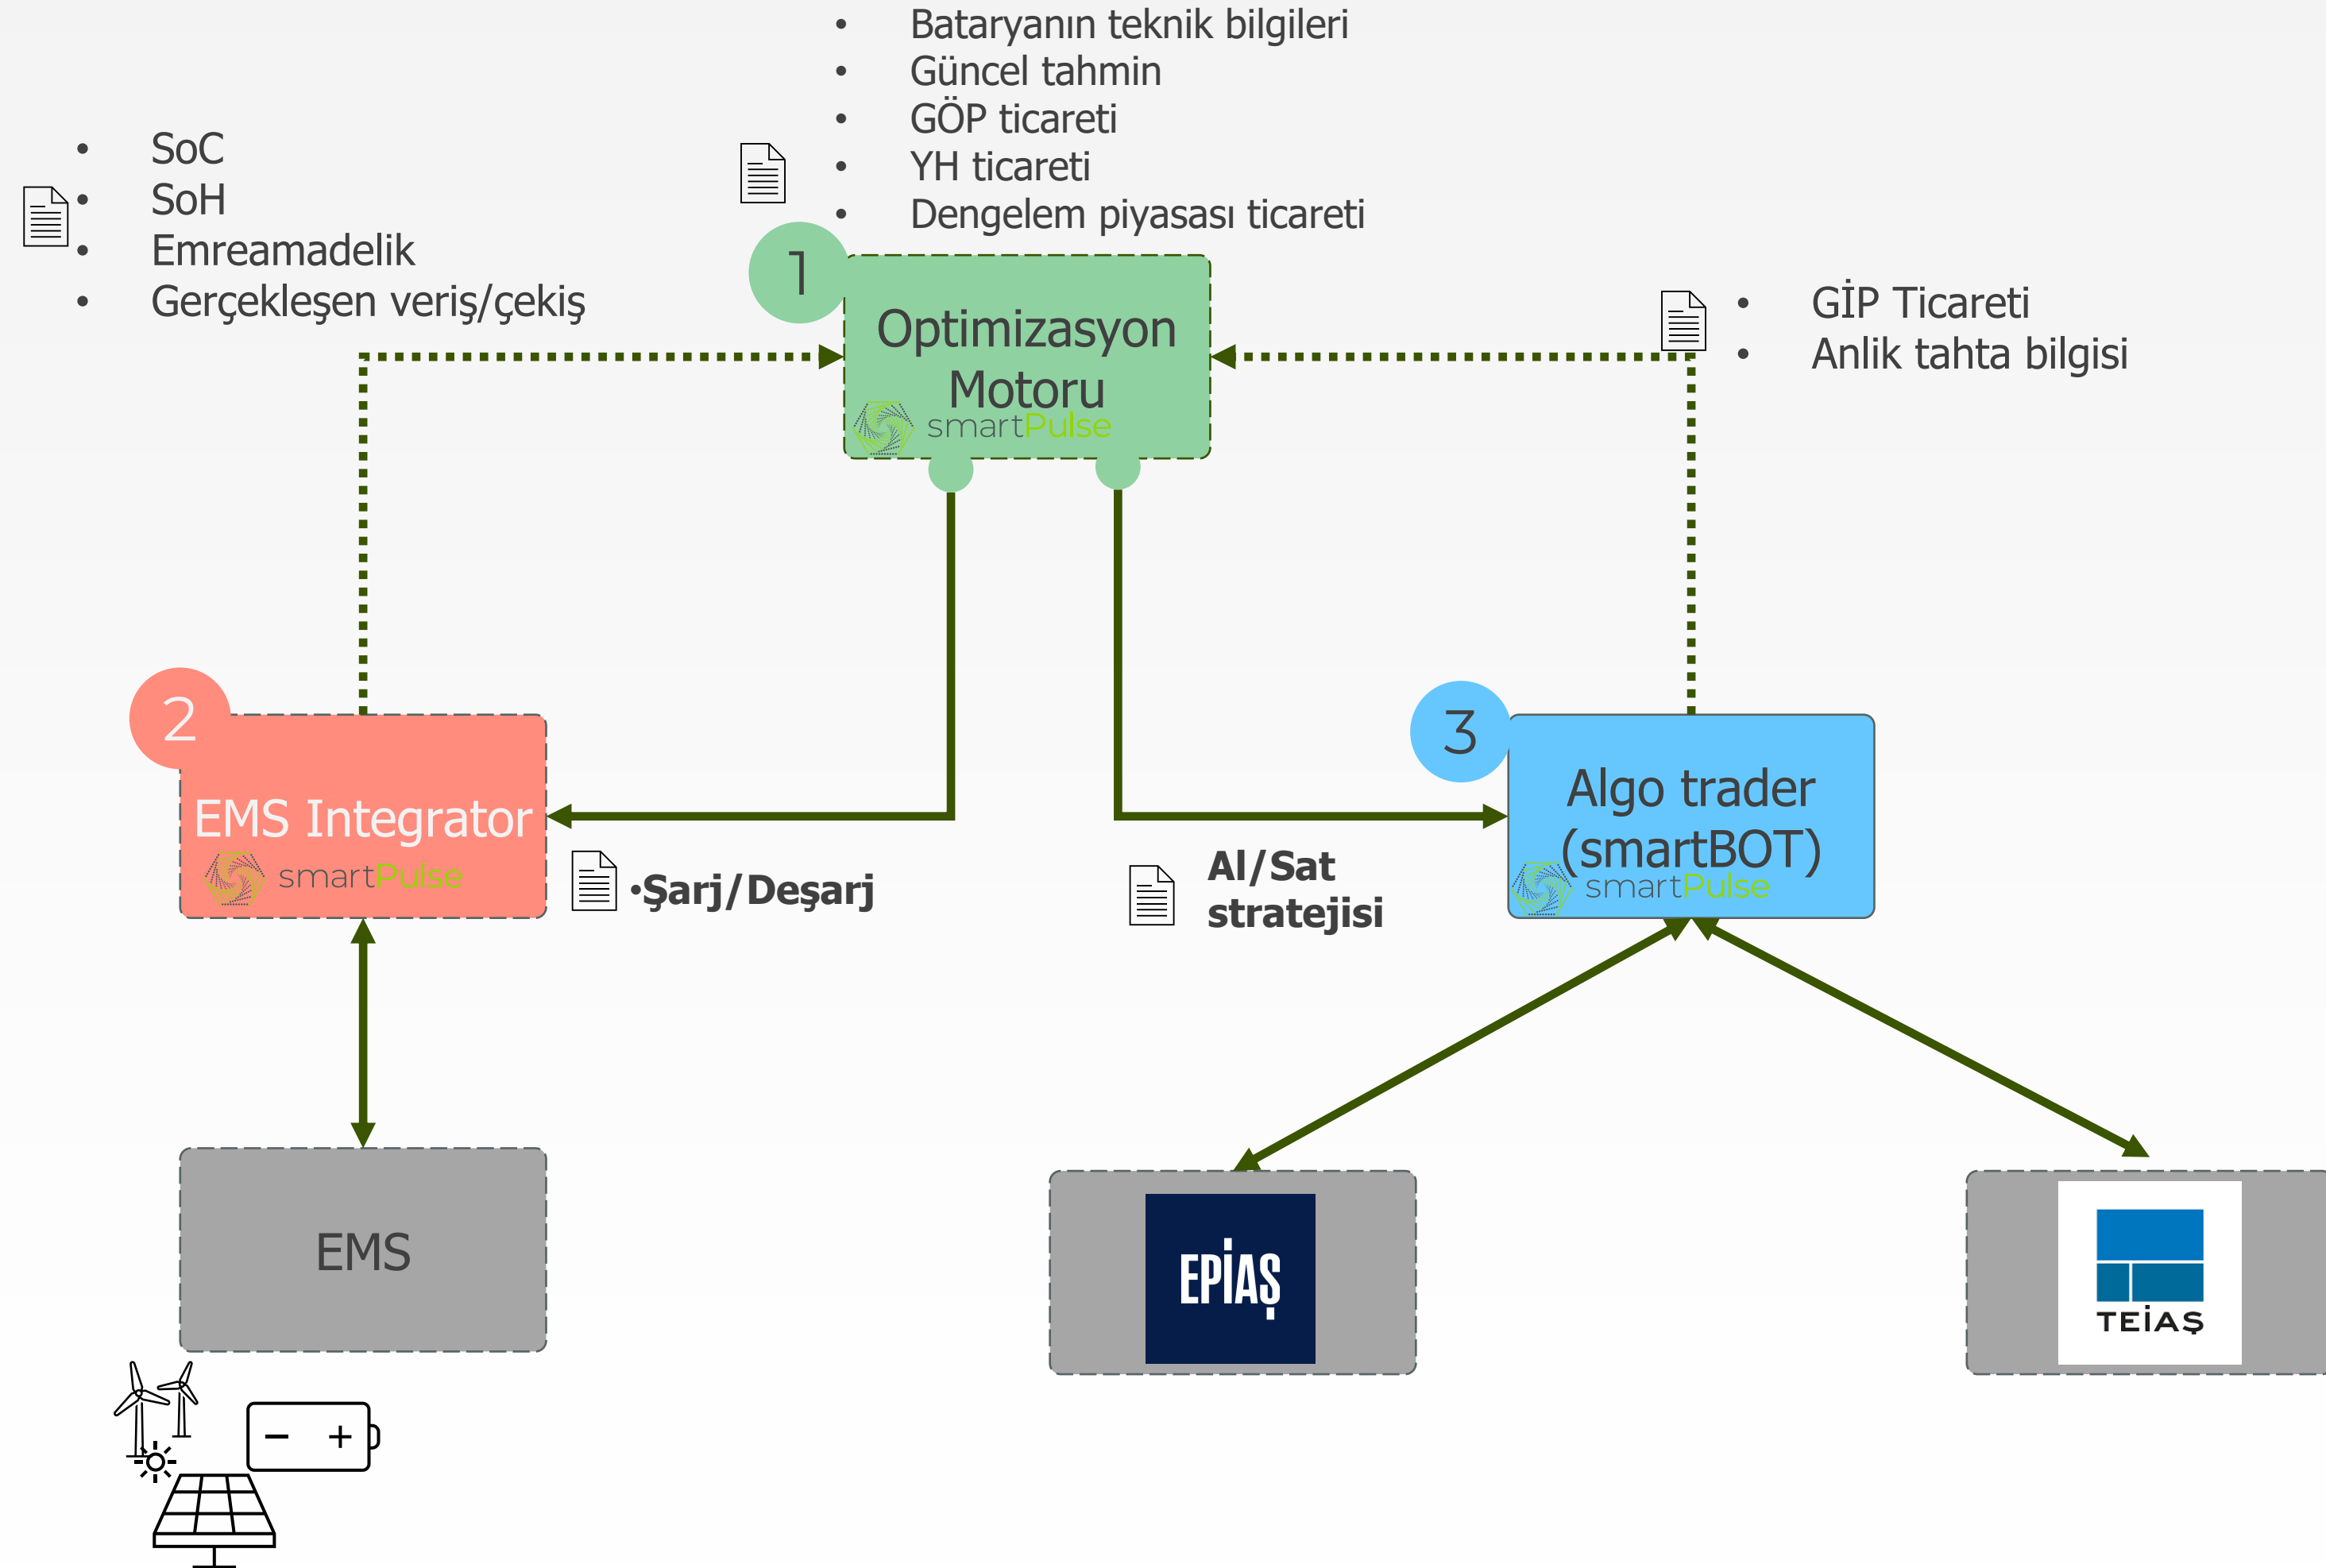 • Bataryanın teknik bilgileri
• Güncel tahmin
• GÖP ticareti
• YH ticareti
• Dengelem piyasası ticareti
• SoC
• SoH
• Emreamadelik
• Gerçekleşen veriş/çekiş
1
Optimizasyon
Motoru
smartPulse
• GİP Ticareti
• Anlik tahta bilgisi
2
EMS Integrator
smartPulse
•Şarj/Deşarj
Al/Sat
stratejisi
3
Algo trader
(smartBOT)
smartPulse
EMS
EPİAŞ
TEİAŞ
− +